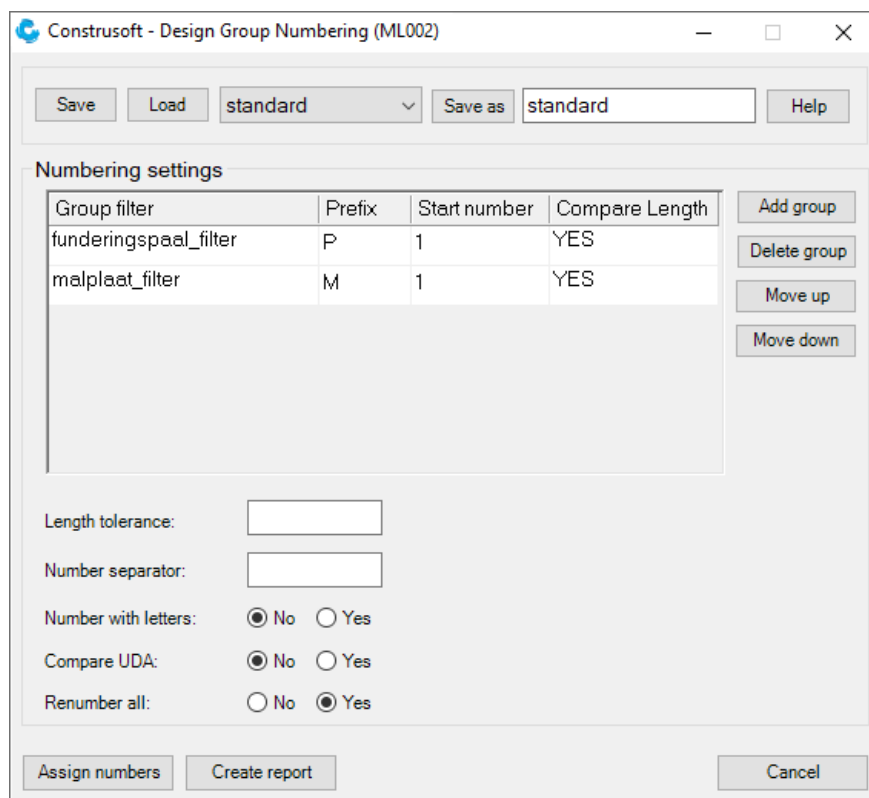 Construsoft - Design Group Numbering (ML002)
Save Load standard Save as standard Help
Numbering settings
Group filter Prefix Start number Compare Length Add group
funderingspaal_filter P 1 YES Delete group
malplaat_filter M 1 YES Move up
Move down
Length tolerance:
Number separator:
Number with letters: No Yes
Compare UDA: No Yes
Renumber all: No Yes
Assign numbers Create report Cancel